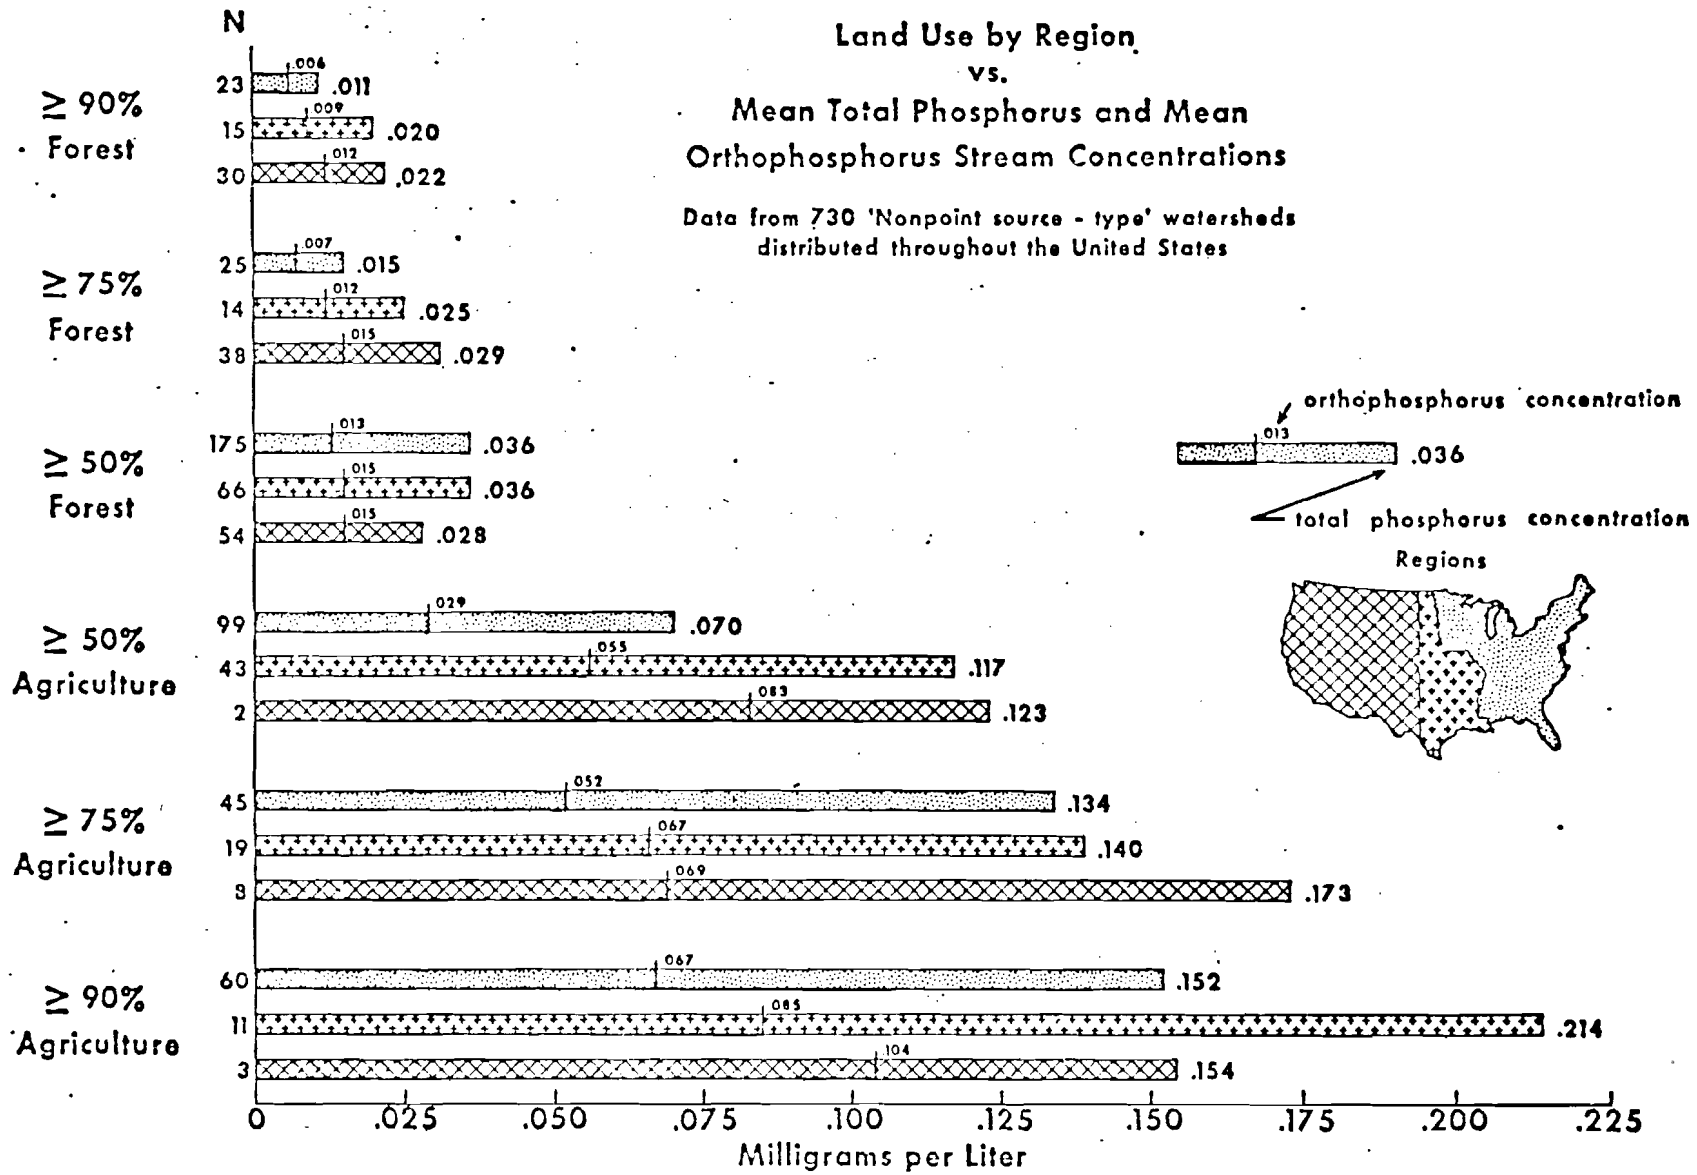 N
Land Use by Region
vs.
Mean Total Phosphorus and Mean
Orthophosphorus Stream Concentrations
Data from 730 'Nonpoint source - type' watersheds
distributed throughout the United States
≥ 90%
Forest
23 .006 .011
15 .009 .020
30 .012 .022
≥ 75%
Forest
25 .007 .015
14 .012 .025
38 .015 .029
≥ 50%
Forest
175 .013 .036
66 .015 .036
54 .015 .028
orthophosphorus concentration
.013 .036
total phosphorus concentration
Regions
≥ 50%
Agriculture
99 .029 .070
43 .055 .117
2 .083 .123
≥ 75%
Agriculture
45 .052 .134
19 .067 .140
8 .069 .173
≥ 90%
Agriculture
60 .067 .152
11 .085 .214
3 .104 .154
0 .025 .050 .075 .100 .125 .150 .175 .200 .225
Milligrams per Liter